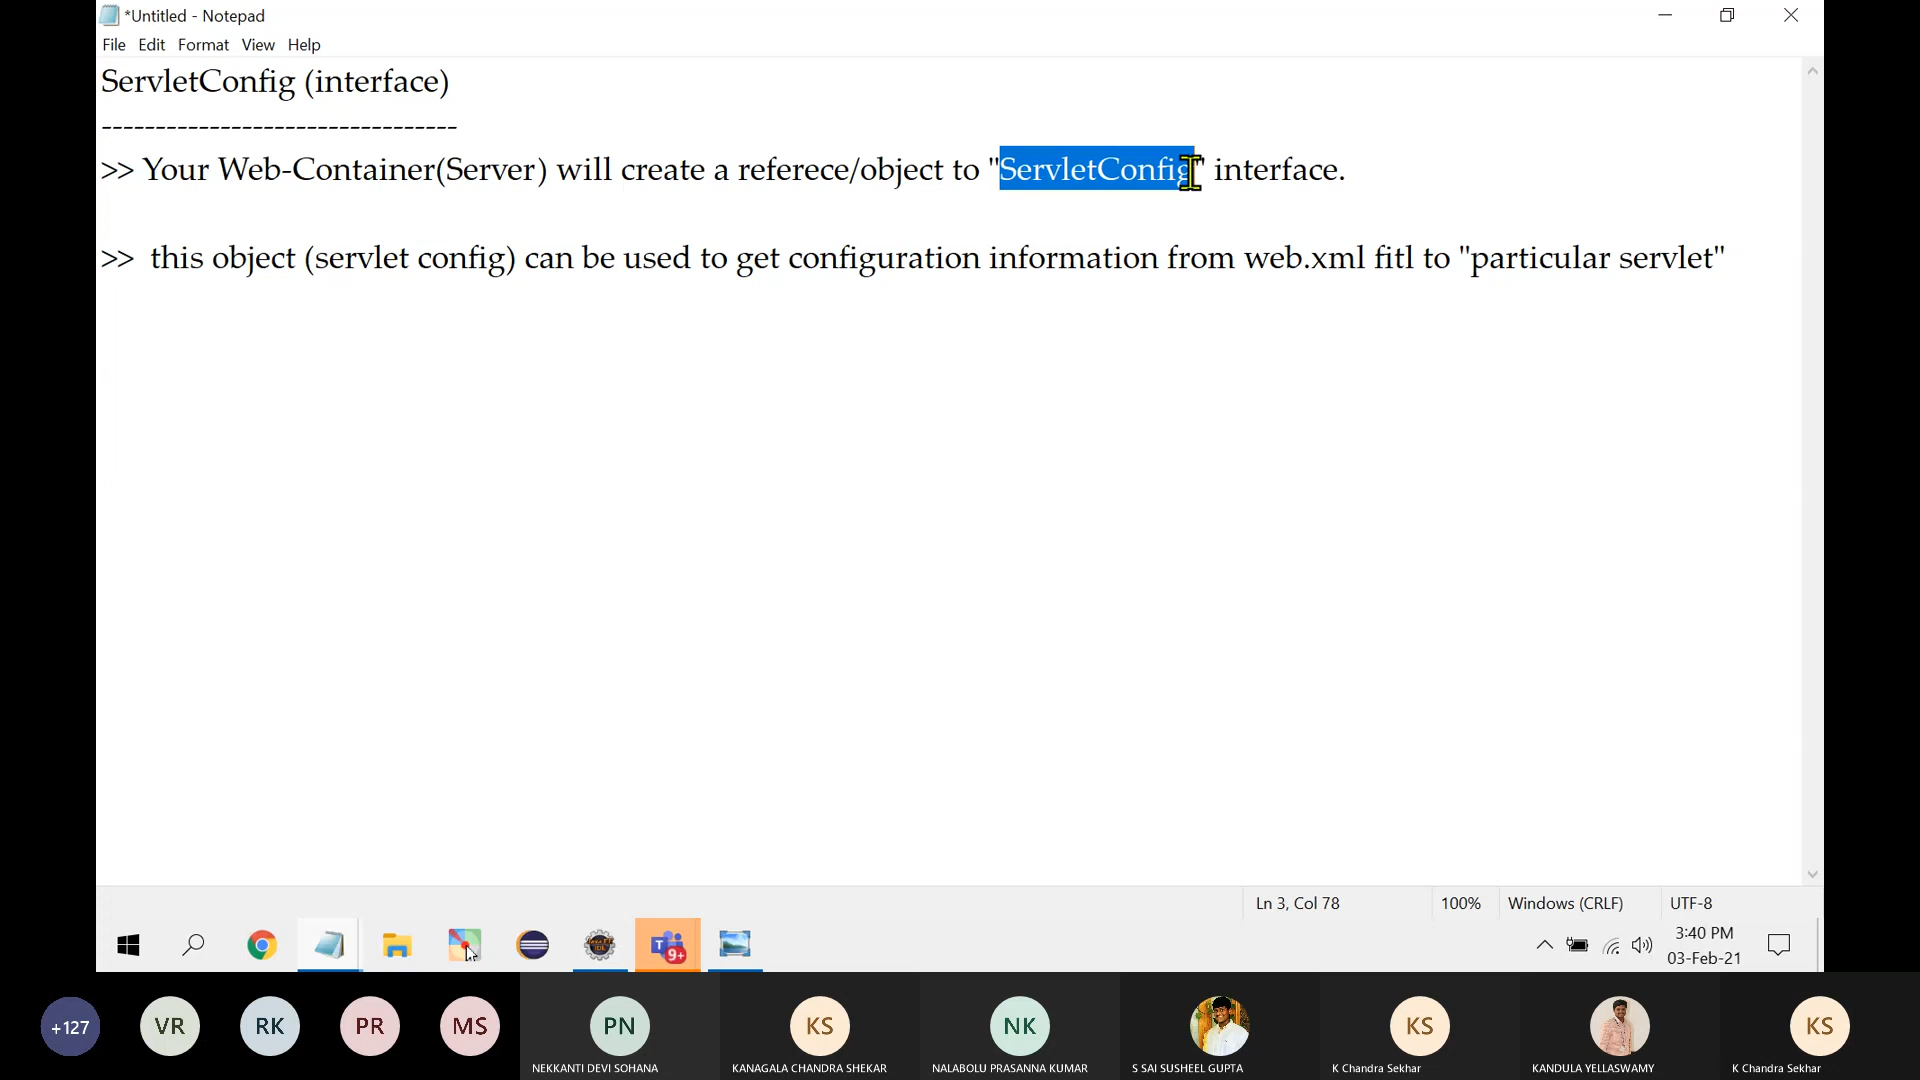 *Untitled - Notepad
File Edit Format View Help
ServletConfig (interface)
---------------------------------
>> Your Web-Container(Server) will create a referece/object to "ServletConfig" interface.
>>  this object (servlet config) can be used to get configuration information from web.xml fitl to "particular servlet"
Ln 3, Col 78 100% Windows (CRLF) UTF-8
9+
3:40 PM
03-Feb-21
+127 VR RK PR MS PN KS NK KS KS
NEKKANTI DEVI SOHANA KANAGALA CHANDRA SHEKAR NALABOLU PRASANNA KUMAR S SAI SUSHEEL GUPTA K Chandra Sekhar KANDULA YELLASWAMY K Chandra Sekhar